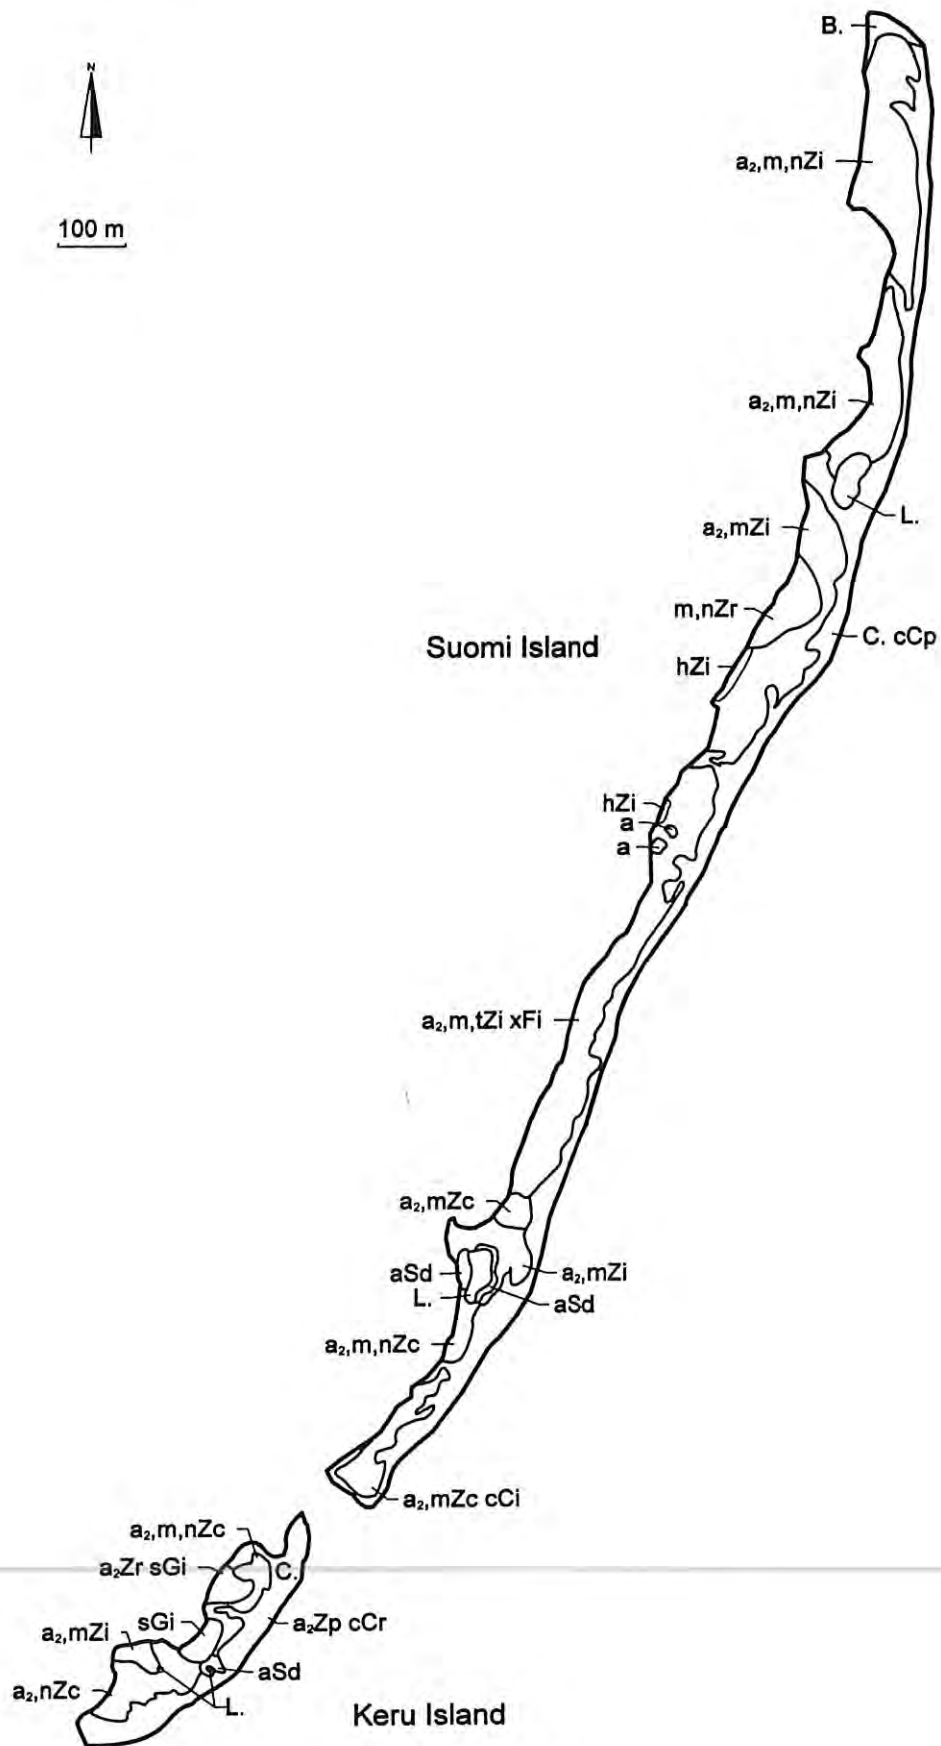 B.
N
a₂,m,nZi
100 m
a₂,m,nZi
L.
a₂,mZi
m,nZr
C. cCp
Suomi Island
hZi
hZi
a
a
a₂,m,tZi xFi
a₂,mZc
aSd
a₂,mZi
L.
aSd
a₂,m,nZc
a₂,mZc cCi
a₂,m,nZc
a₂Zr sGi
C.
sGi
a₂Zp cCr
a₂,mZi
aSd
a₂,nZc
L.
Keru Island